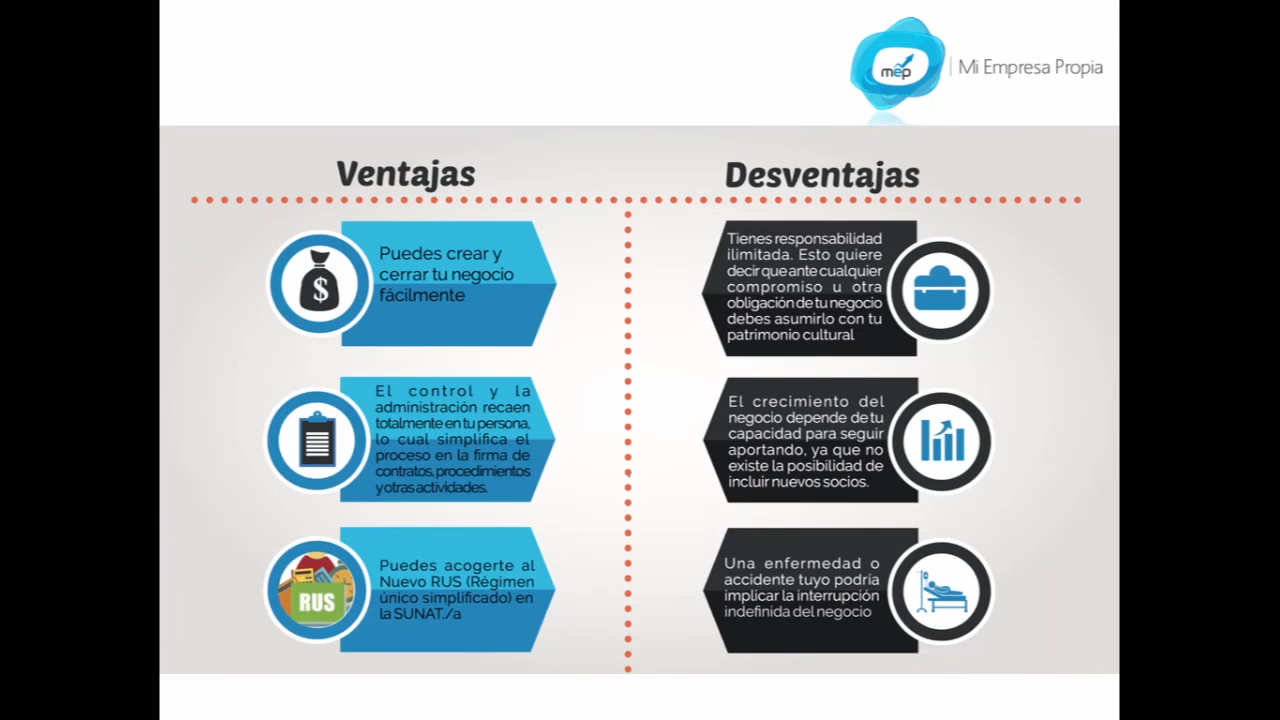 mep
Mi Empresa Propia
Ventajas
Puedes crear y
cerrar tu negocio
fácilmente
El control y la
administración recaen
totalmente en tu persona,
lo cual simplifica el
proceso en la firma de
contratos, procedimientos
y otras actividades.
RUS
Puedes acogerte al
Nuevo RUS (Régimen
único simplificado) en
la SUNAT./a
Desventajas
Tienes responsabilidad
ilimitada. Esto quiere
decir que ante cualquier
compromiso u otra
obligación de tu negocio
debes asumirlo con tu
patrimonio cultural
El crecimiento del
negocio depende de tu
capacidad para seguir
aportando, ya que no
existe la posibilidad de
incluir nuevos socios.
Una enfermedad o
accidente tuyo podría
implicar la interrupción
indefinida del negocio